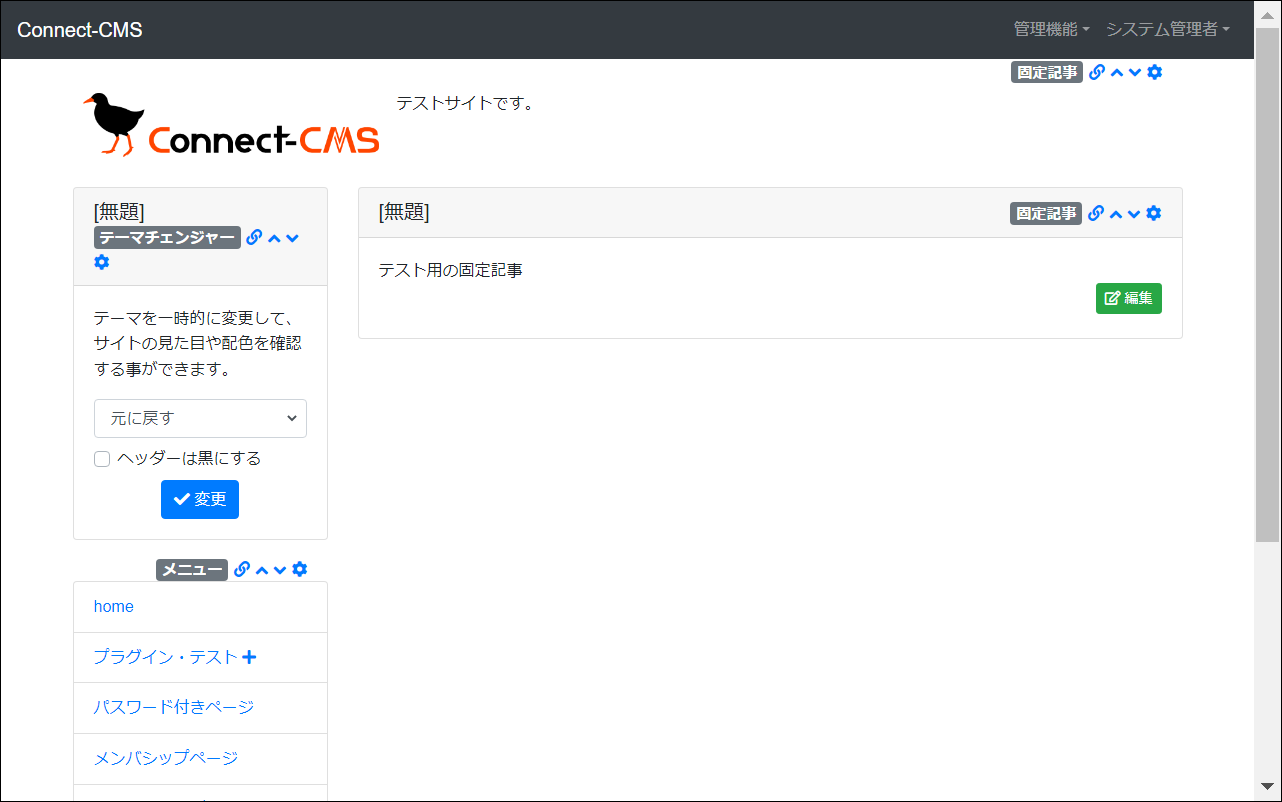 Connect-CMS
管理機能 システム管理者
固定記事
Connect-CMS
テストサイトです。
[無題]
テーマチェンジャー
テーマを一時的に変更して、
サイトの見た目や配色を確認
する事ができます。
元に戻す
ヘッダーは黒にする
変更
メニュー
home
プラグイン・テスト
パスワード付きページ
メンバシップページ
[無題]
固定記事
テスト用の固定記事
編集